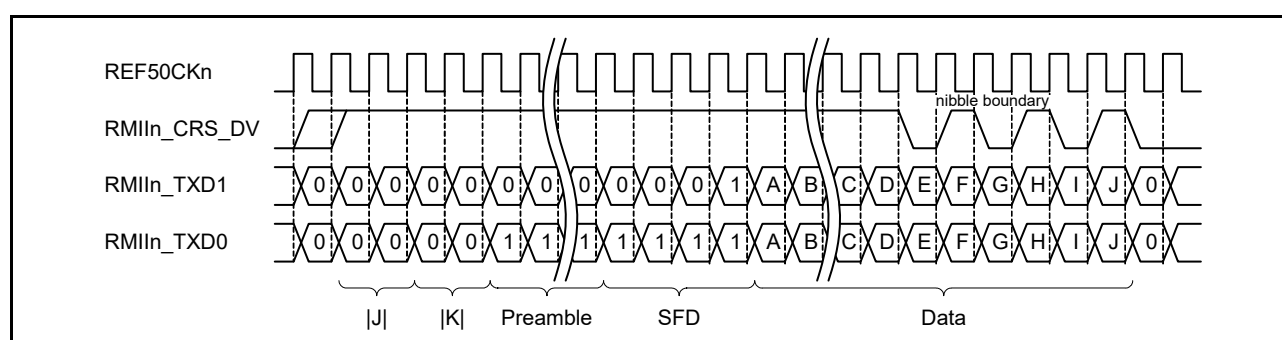 REF50CKn
nibble boundary
RMIIn_CRS_DV
RMIIn_TXD1 0 0 0 0 0 0 0 0 0 0 0 1 A B C D E F G H I J 0
RMIIn_TXD0 0 0 0 0 0 1 1 1 1 1 1 1 A B C D E F G H I J 0
|J| |K| Preamble SFD Data